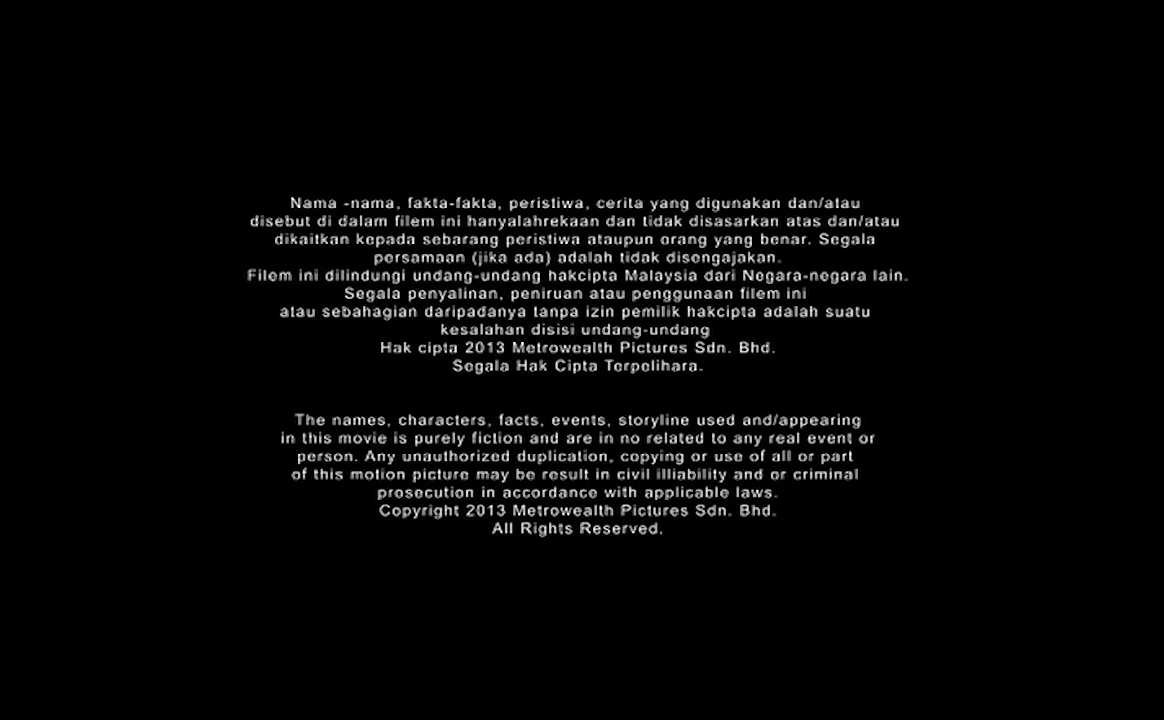 Nama -nama, fakta-fakta, peristiwa, cerita yang digunakan dan/atau
disebut di dalam filem ini hanyalahrekaan dan tidak disasarkan atas dan/atau
dikaitkan kepada sebarang peristiwa ataupun orang yang benar. Segala
persamaan (jika ada) adalah tidak disengajakan.
Filem ini dilindungi undang-undang hakcipta Malaysia dari Negara-negara lain.
Segala penyalinan, peniruan atau penggunaan filem ini
atau sebahagian daripadanya tanpa izin pemilik hakcipta adalah suatu
kesalahan disisi undang-undang
Hak cipta 2013 Metrowealth Pictures Sdn. Bhd.
Segala Hak Cipta Terpelihara.
The names, characters, facts, events, storyline used and/appearing
in this movie is purely fiction and are in no related to any real event or
person. Any unauthorized duplication, copying or use of all or part
of this motion picture may be result in civil illiability and or criminal
prosecution in accordance with applicable laws.
Copyright 2013 Metrowealth Pictures Sdn. Bhd.
All Rights Reserved.